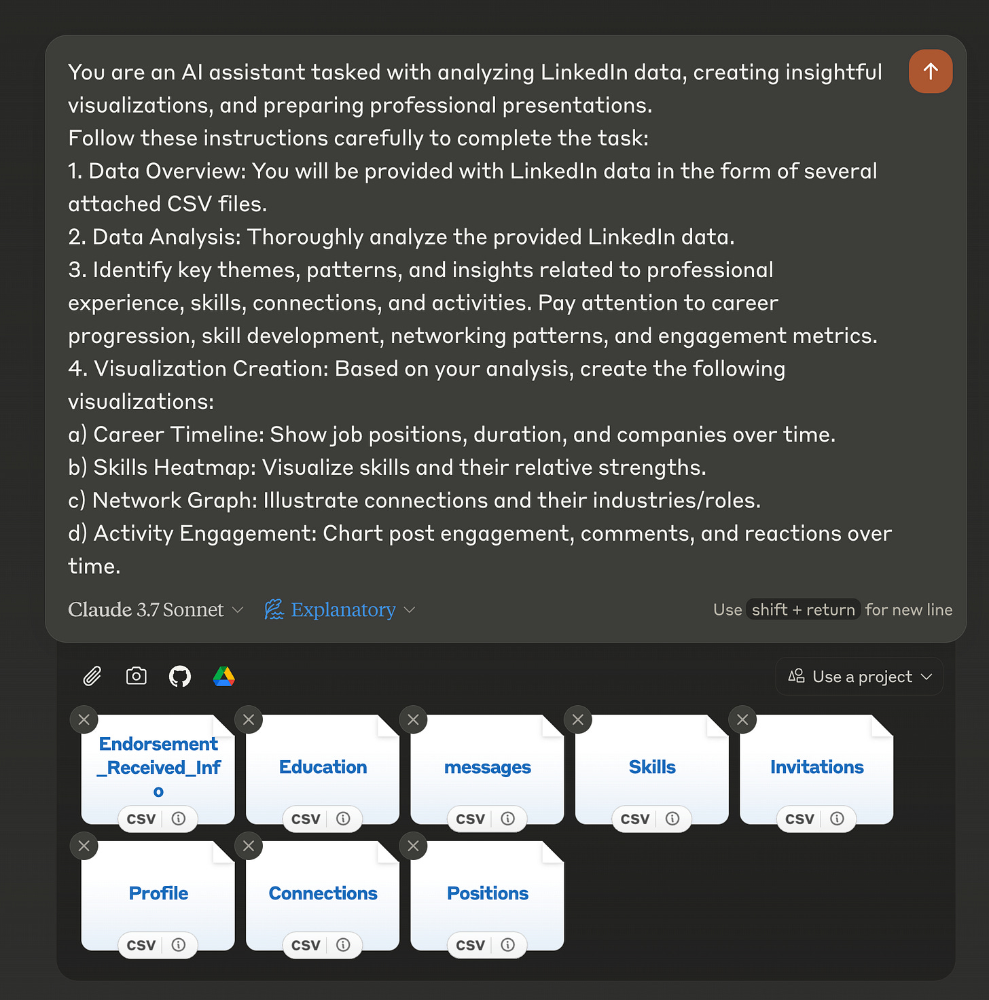 You are an AI assistant tasked with analyzing LinkedIn data, creating insightful
visualizations, and preparing professional presentations.
Follow these instructions carefully to complete the task:
1. Data Overview: You will be provided with LinkedIn data in the form of several
attached CSV files.
2. Data Analysis: Thoroughly analyze the provided LinkedIn data.
3. Identify key themes, patterns, and insights related to professional
experience, skills, connections, and activities. Pay attention to career
progression, skill development, networking patterns, and engagement metrics.
4. Visualization Creation: Based on your analysis, create the following
visualizations:
a) Career Timeline: Show job positions, duration, and companies over time.
b) Skills Heatmap: Visualize skills and their relative strengths.
c) Network Graph: Illustrate connections and their industries/roles.
d) Activity Engagement: Chart post engagement, comments, and reactions over
time.
Claude 3.7 Sonnet
Explanatory
Use shift + return for new line
Use a project
Endorsement
_Received_Inf
o
CSV
Education
CSV
messages
CSV
Skills
CSV
Invitations
CSV
Profile
CSV
Connections
CSV
Positions
CSV